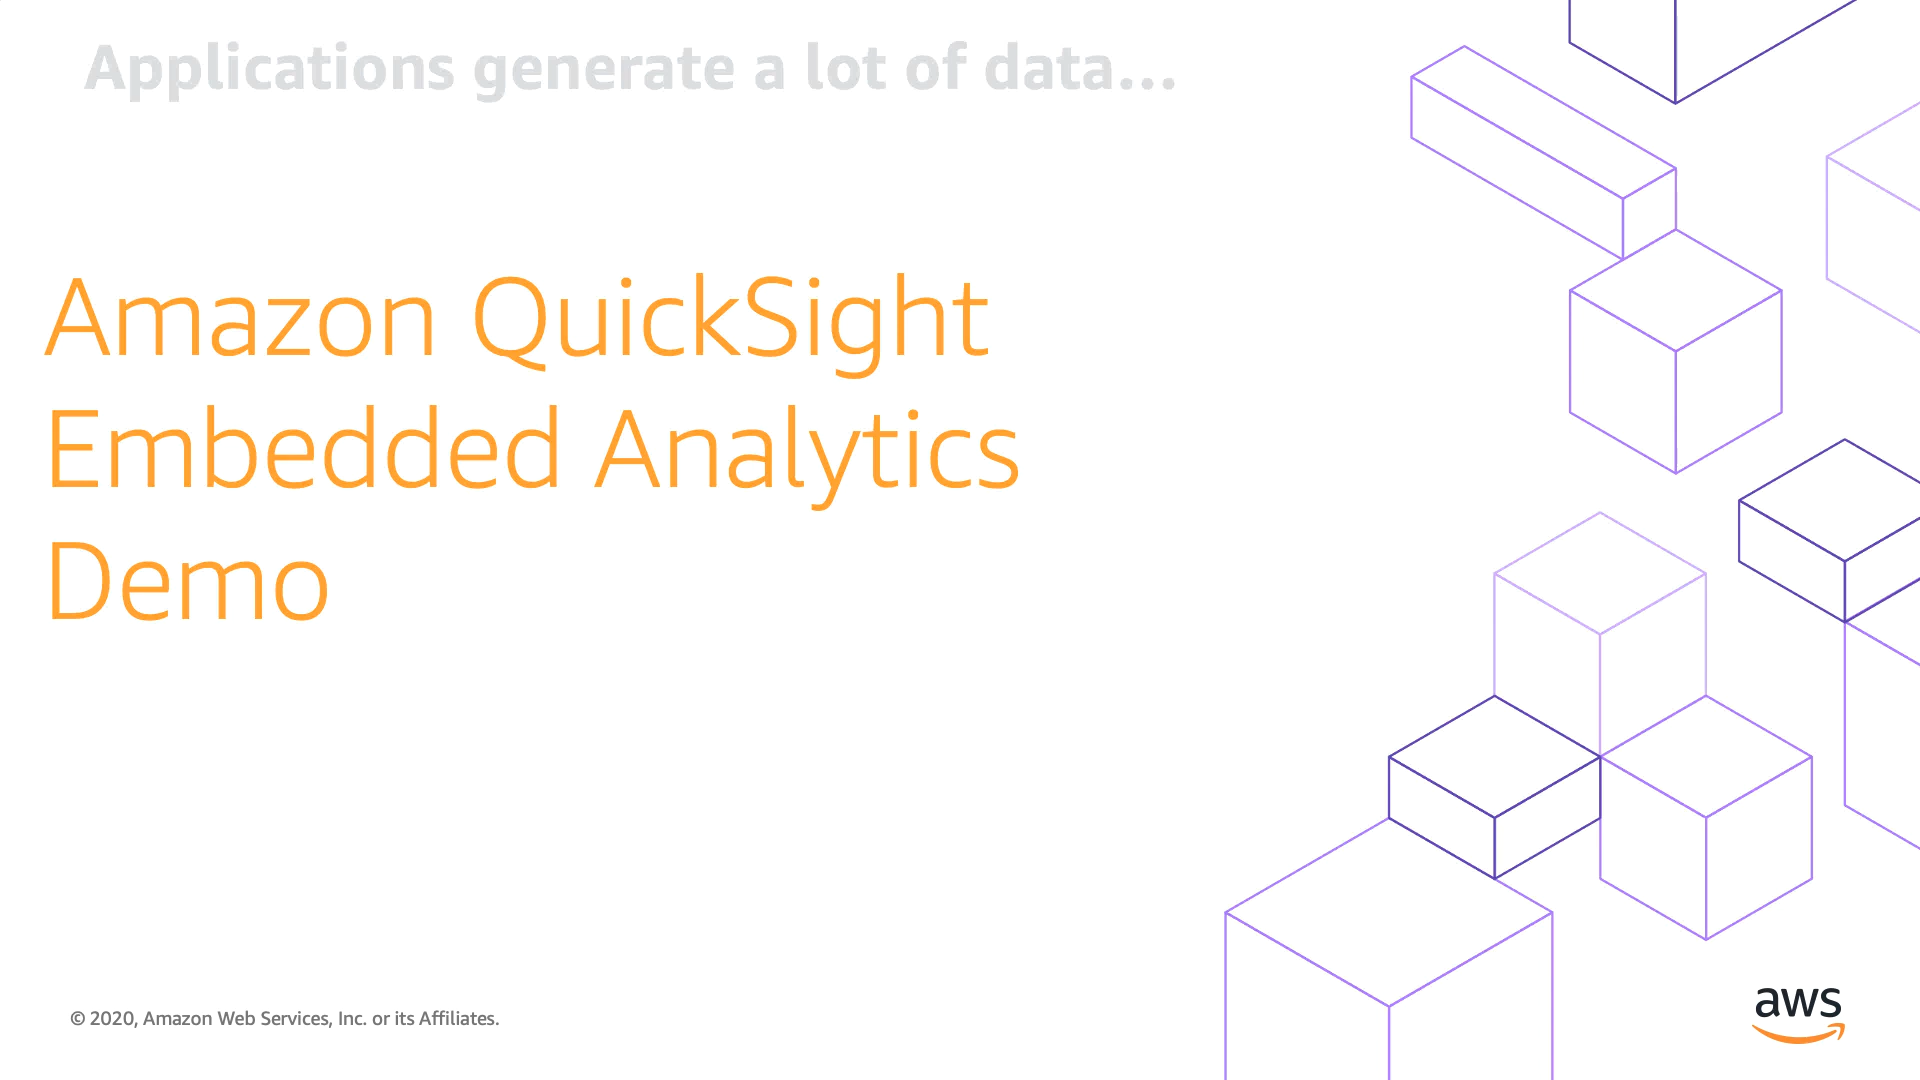 Applications generate a lot of data...
Amazon QuickSight
Embedded Analytics
Demo
© 2020, Amazon Web Services, Inc. or its Affiliates.
aws